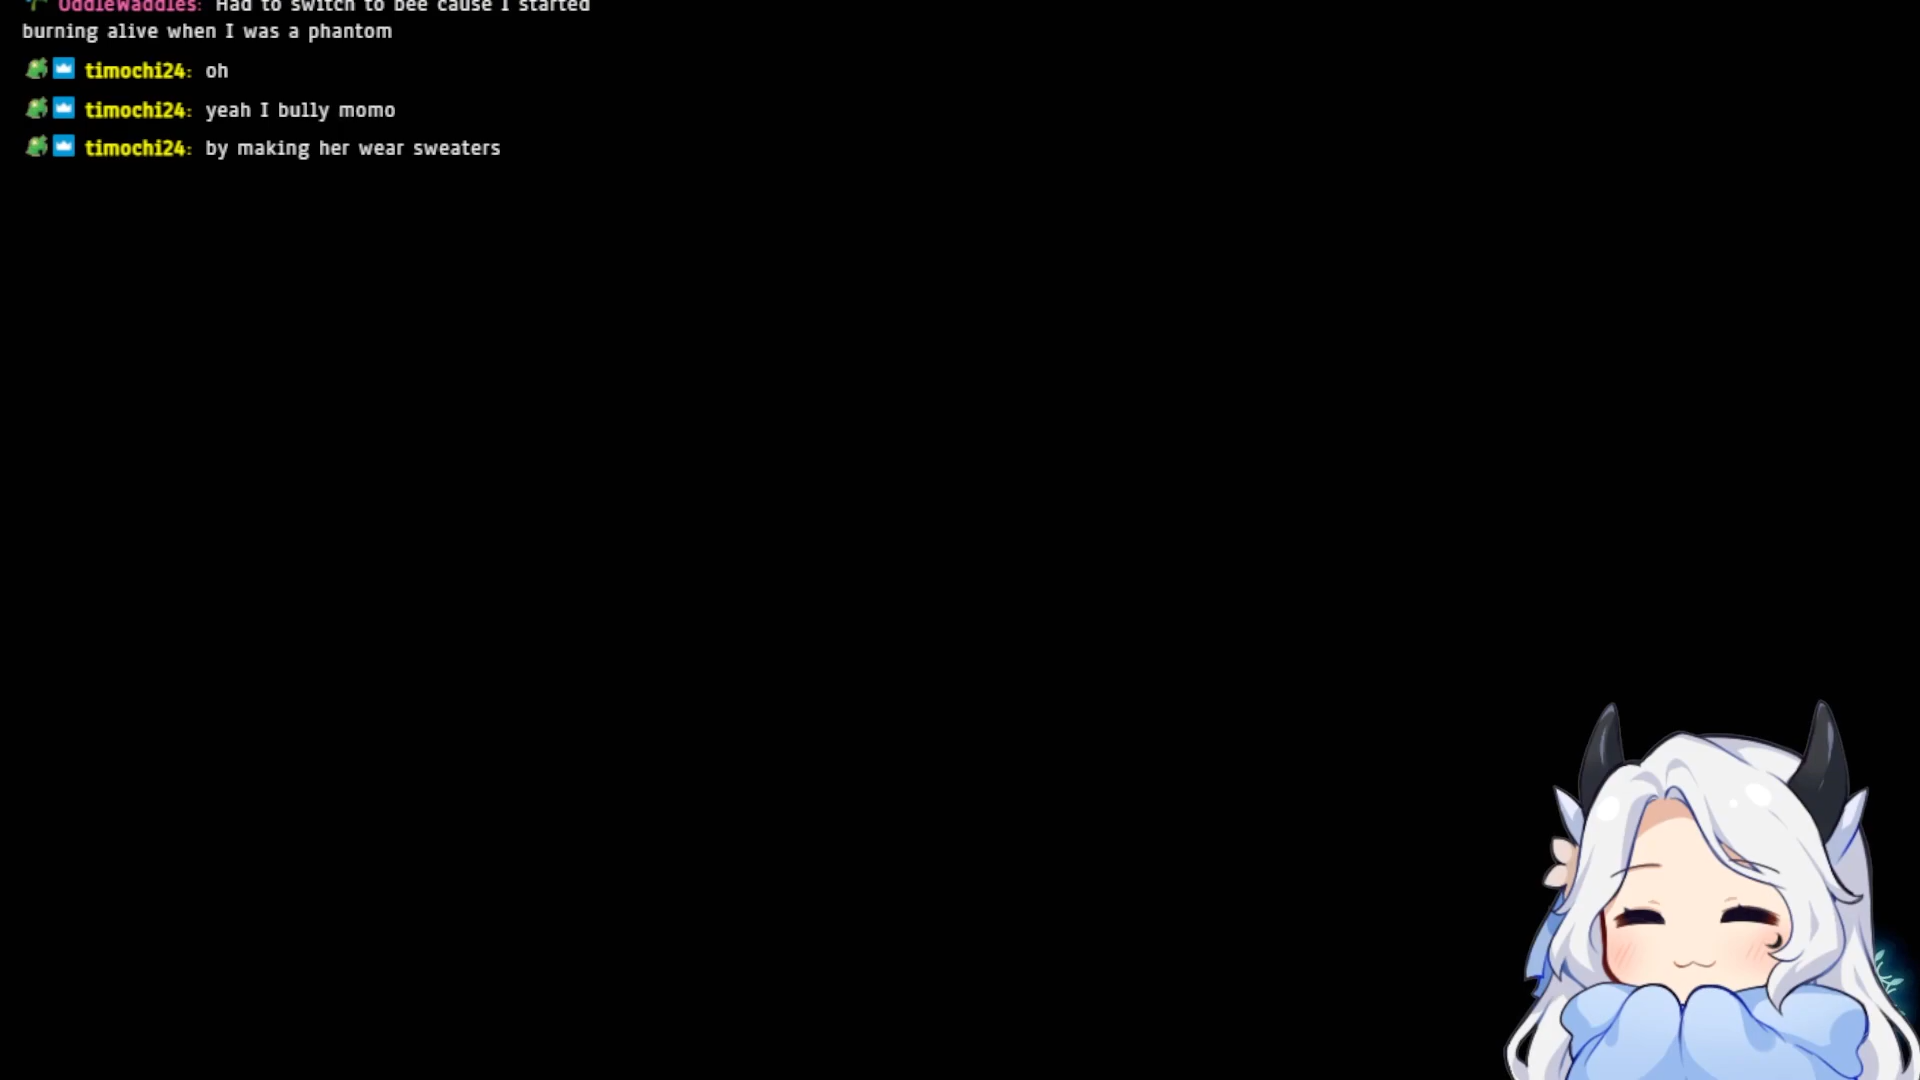 OddleWaddles: Had to switch to bee cause I started
burning alive when I was a phantom
timochi24: oh
timochi24: yeah I bully momo
timochi24: by making her wear sweaters